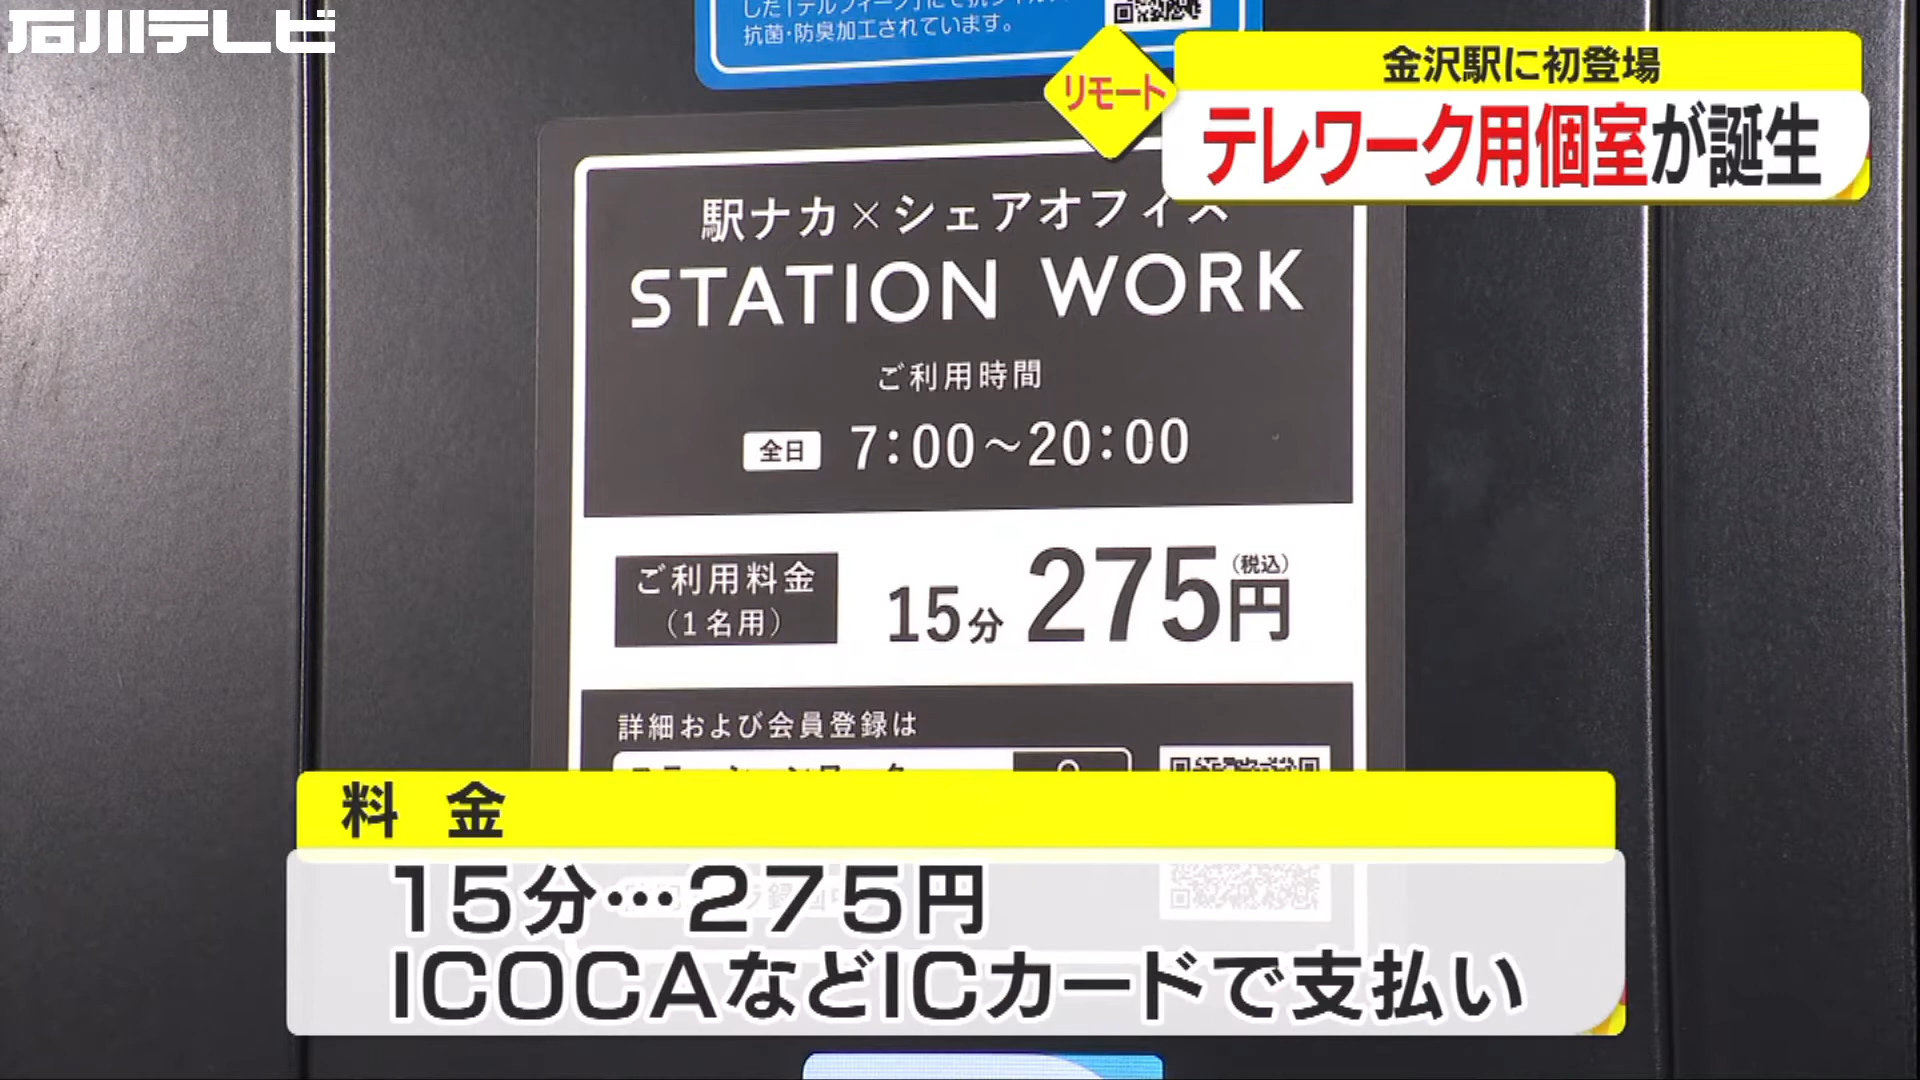 石川テレビ
抗菌・防臭加工されています。
リモート
金沢駅に初登場
テレワーク用個室が誕生
駅ナカ×シェアオフィス
STATION WORK
ご利用時間
全日 7:00～20:00
ご利用料金
(1名用)
15分 275円
(税込)
詳細および会員登録は
料金
15分…275円
ICOCAなどICカードで支払い